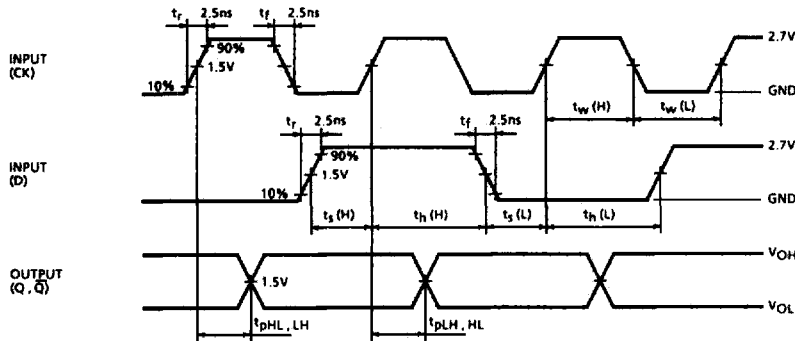 tr 2.5ns tf 2.5ns
INPUT (CK) 10% 90% 1.5V 2.7V GND
tw (H) tw (L)
tr 2.5ns tf 2.5ns
INPUT (D) 10% 90% 1.5V 2.7V GND
ts (H) th (H) ts (L) th (L)
OUTPUT (Q, Q̅) 1.5V VOH VOL
tpHL, LH tpLH, HL